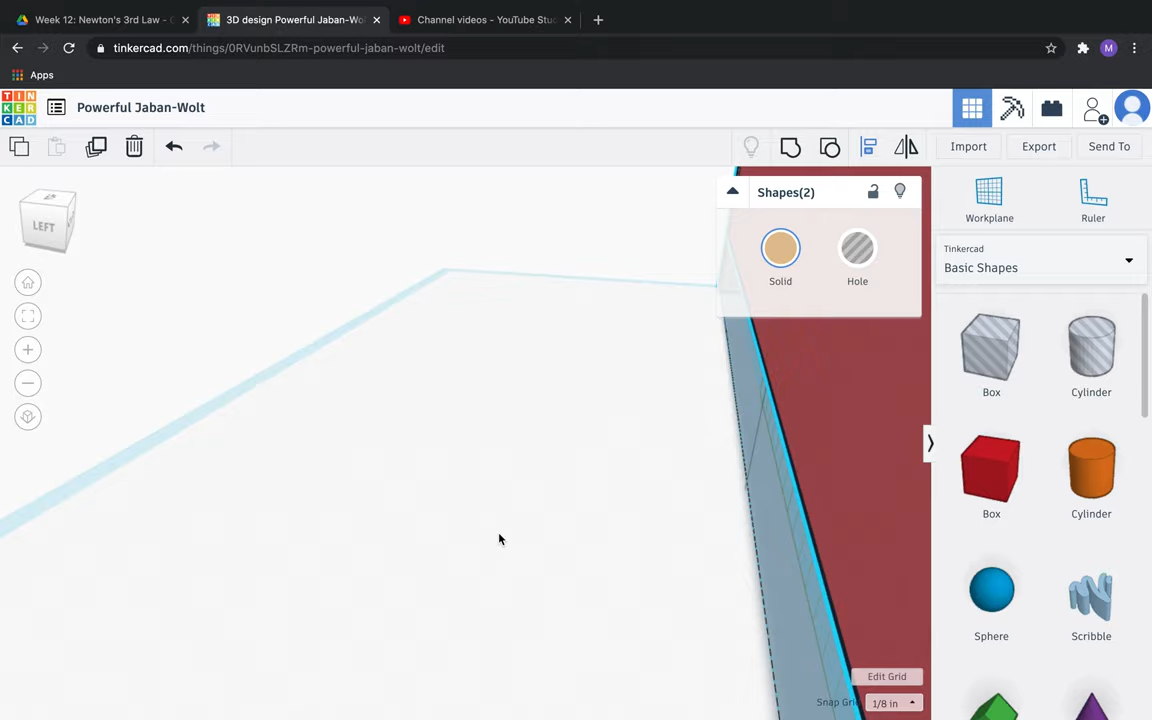 Week 12: Newton's 3rd Law - G
3D design Powerful Jaban-Wol
Channel videos - YouTube Stu
tinkercad.com/things/0RVunbSLZRm-powerful-jaban-wolt/edit
M
Apps
TIN
KER
CAD
Powerful Jaban-Wolt
Import
Export
Send To
LEFT
Shapes(2)
Solid
Hole
Workplane
Ruler
Tinkercad
Basic Shapes
Box
Cylinder
Box
Cylinder
Sphere
Scribble
Edit Grid
Snap Gri
1/8 in